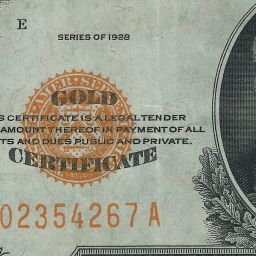 E
SERIES OF 1928
GOLD
S CERTIFICATE IS A LEGAL TENDER
AMOUNT THEREOF IN PAYMENT OF ALL
TS AND DUES PUBLIC AND PRIVATE.
CERTIFICATE
02354267A